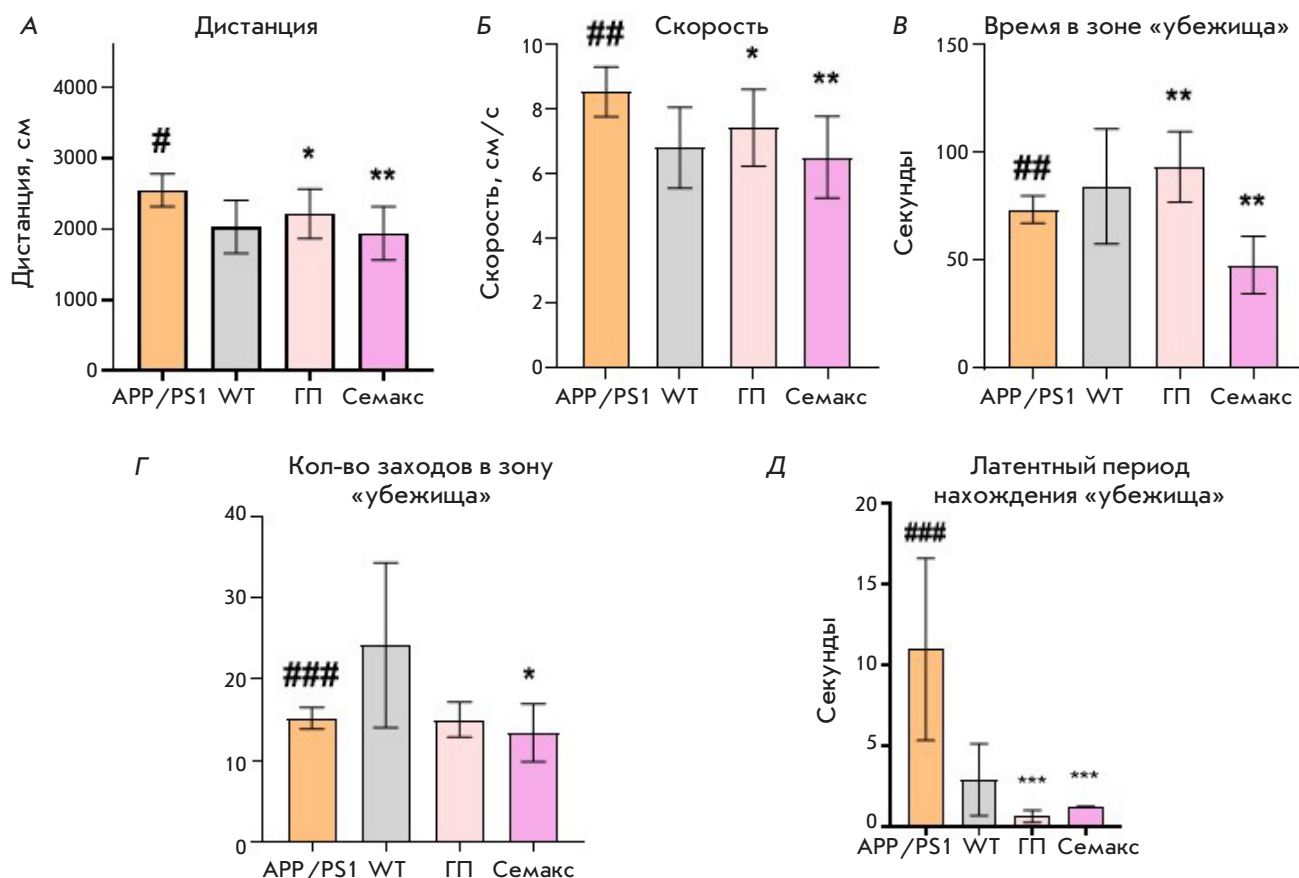 А
Дистанция
Дистанция, см
4000
3000
2000
1000
0
#
*
**
APP/PS1 WT ГП Семакс
Б
Скорость
Скорость, см/с
10
8
6
4
2
0
##
*
**
APP/PS1 WT ГП Семакс
В
Время в зоне «убежища»
Секунды
150
100
50
0
##
**
**
APP/PS1 WT ГП Семакс
Г
Кол-во заходов в зону
«убежища»
40
30
20
10
0
###
*
APP/PS1 WT ГП Семакс
Д
Латентный период
нахождения «убежища»
Секунды
20
15
10
5
0
###
***
***
APP/PS1 WT ГП Семакс